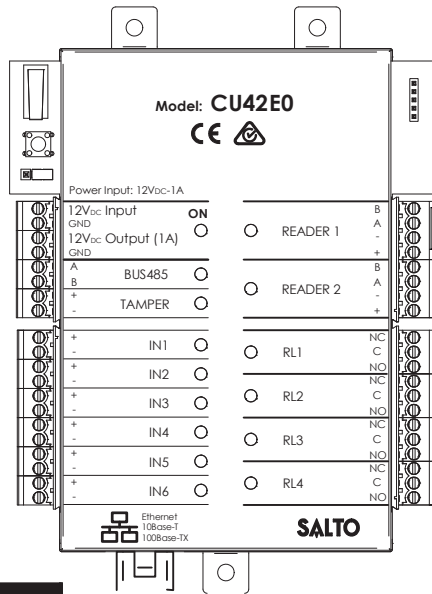 Model: CU42E0
CE
Power Input: 12VDC-1A
12VDC Input
GND
12VDC Output (1A)
GND
ON
A
B
BUS485
+
-
TAMPER
+
-
IN1
+
-
IN2
+
-
IN3
+
-
IN4
+
-
IN5
+
-
IN6
READER 1
B
A
-
+
READER 2
B
A
-
+
RL1
NC
C
NO
RL2
NC
C
NO
RL3
NC
C
NO
RL4
NC
C
NO
Ethernet
10Base-T
100Base-TX
SALTO